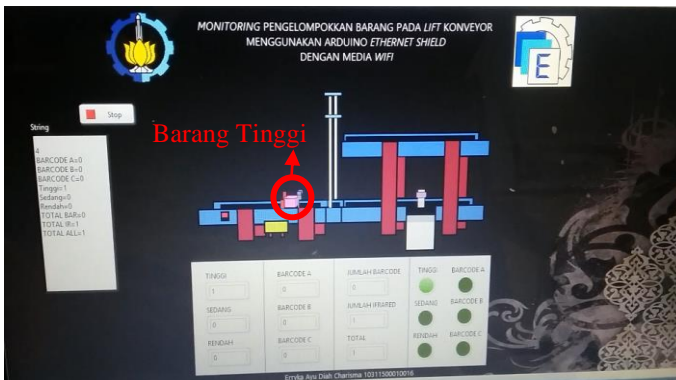 MONITORING PENGELOMPOKKAN BARANG PADA LIFT KONVEYOR
MENGGUNAKAN ARDUINO ETHERNET SHIELD
DENGAN MEDIA WIFI
E
Stop
String
Barang Tinggi
4
BARCODE A=0
BARCODE B=0
BARCODE C=0
Tinggi=1
Sedang=0
Rendah=0
TOTAL BAR=0
TOTAL IR=1
TOTAL ALL=1
TINGGI BARCODE A JUMLAH BARCODE TINGGI BARCODE A
1 0 0
SEDANG BARCODE B JUMLAH IFRARED SEDANG BARCODE B
0 0 1
RENDAH BARCODE C TOTAL RENDAH BARCODE C
0 0 1
Erryka Ayu Diah Charisma 10311500010016